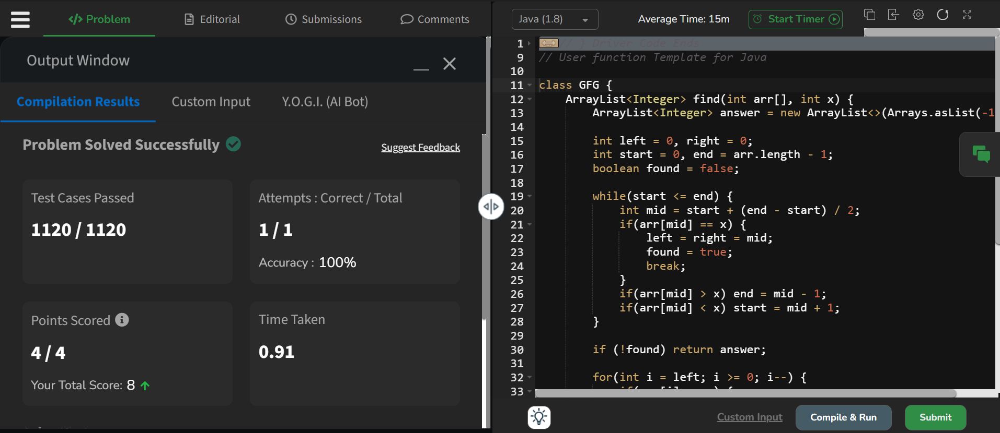 Problem
Editorial
Submissions
Comments
Output Window
Compilation Results
Custom Input
Y.O.G.I. (AI Bot)
Problem Solved Successfully
Suggest Feedback
Test Cases Passed
1120 / 1120
Attempts : Correct / Total
1 / 1
Accuracy : 100%
Points Scored
4 / 4
Your Total Score: 8
Time Taken
0.91
Java (1.8)
Average Time: 15m
Start Timer
1 // } Driver Code Ends
9 // User function Template for Java
10
11 class GFG {
12 ArrayList<Integer> find(int arr[], int x) {
13 ArrayList<Integer> answer = new ArrayList<>(Arrays.asList(-1
14
15 int left = 0, right = 0;
16 int start = 0, end = arr.length - 1;
17 boolean found = false;
18
19 while(start <= end) {
20 int mid = start + (end - start) / 2;
21 if(arr[mid] == x) {
22 left = right = mid;
23 found = true;
24 break;
25 }
26 if(arr[mid] > x) end = mid - 1;
27 if(arr[mid] < x) start = mid + 1;
28 }
29
30 if (!found) return answer;
31
32 for(int i = left; i >= 0; i--) {
33
Custom Input
Compile & Run
Submit